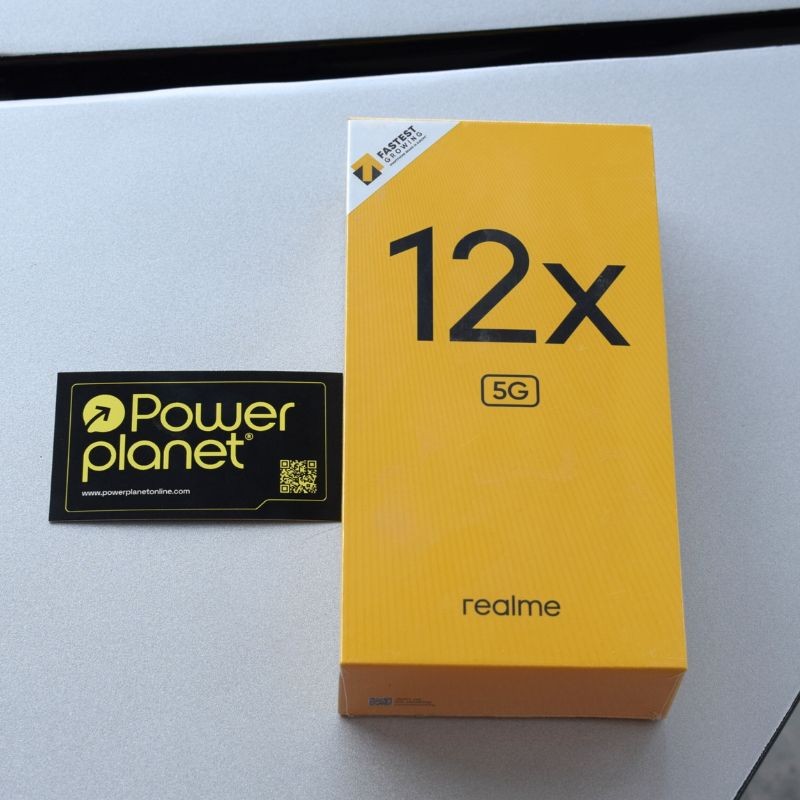 FASTEST
GROWING
12x
5G
realme
Power
planet®
www.powerplanetonline.com